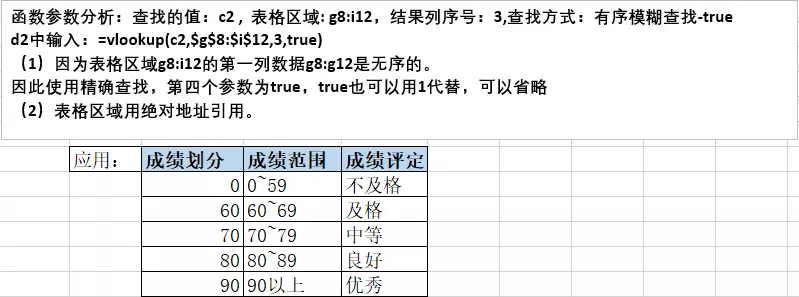 函数参数分析：查找的值：c2，表格区域：g8:i12，结果列序号：3,查找方式：有序模糊查找-true
d2中输入：=vlookup(c2,$g$8:$i$12,3,true)
（1）因为表格区域g8:i12的第一列数据g8:g12是无序的。
因此使用精确查找，第四个参数为true，true也可以用1代替，可以省略
（2）表格区域用绝对地址引用。
应用： 成绩划分 成绩范围 成绩评定
0 0~59 不及格
60 60~69 及格
70 70~79 中等
80 80~89 良好
90 90以上 优秀